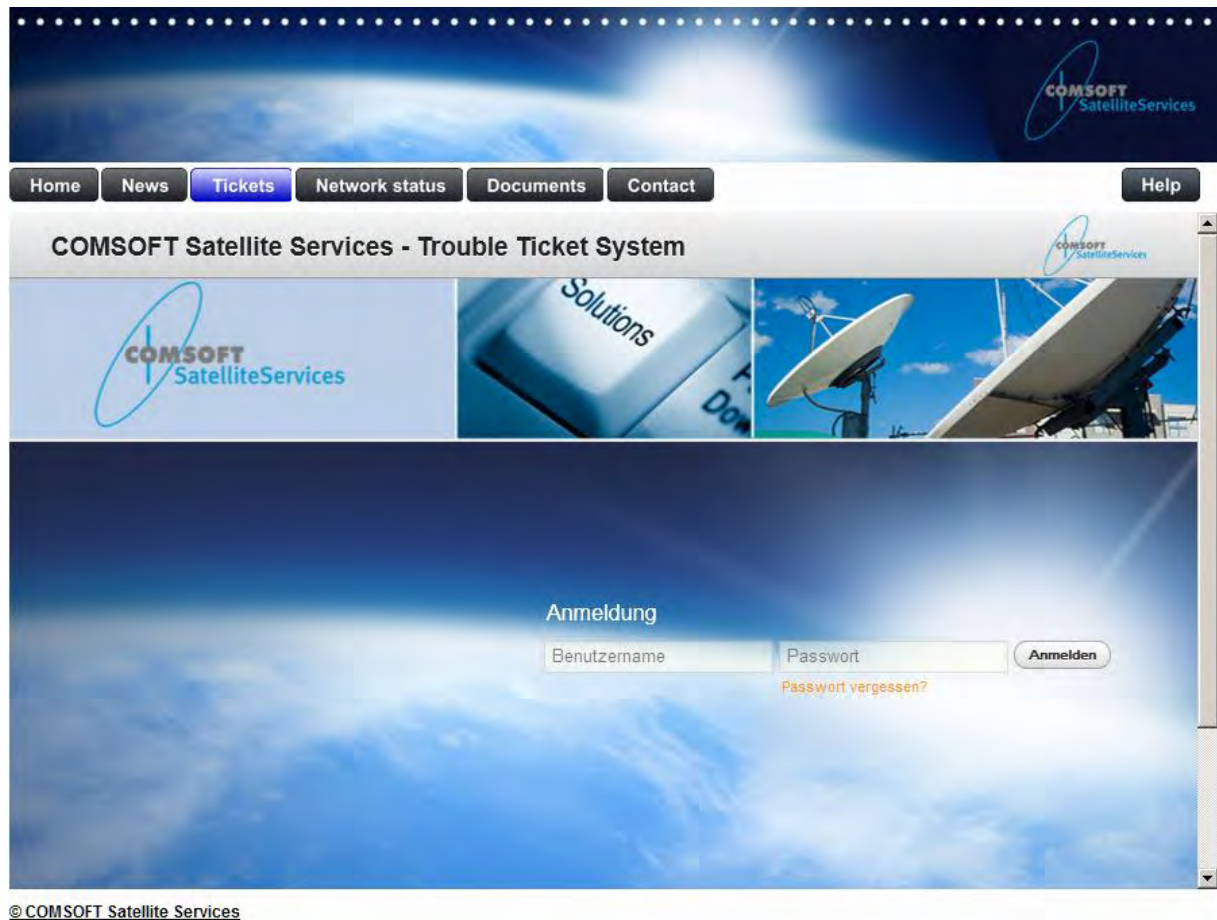 COMSOFT
SatelliteServices
Home News Tickets Network status Documents Contact Help
COMSOFT Satellite Services - Trouble Ticket System
COMSOFT
SatelliteServices
COMSOFT
SatelliteServices
Solutions
Down
Anmeldung
Benutzername Passwort Anmelden
Passwort vergessen?
© COMSOFT Satellite Services